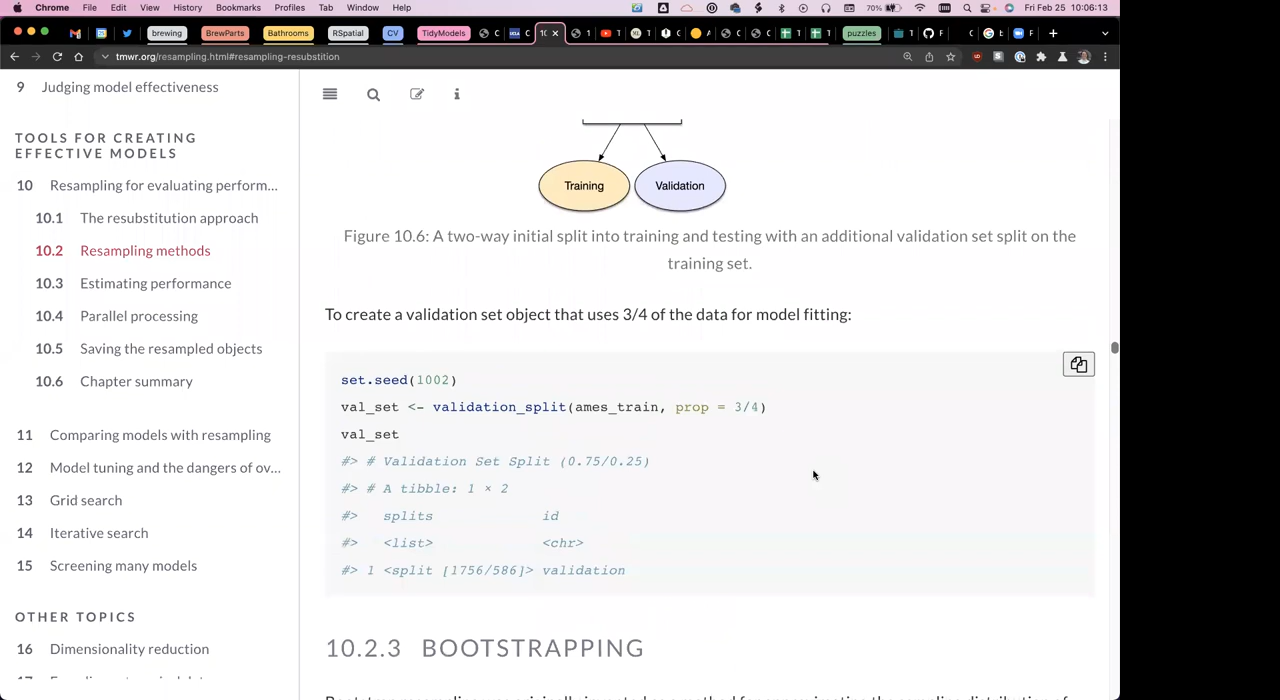 Chrome File Edit View History Bookmarks Profiles Tab Window Help 70% Fri Feb 25 10:06:13
brewing BrewParts Bathrooms RSpatial CV TidyModels puzzles
tmwr.org/resampling.html#resampling-resubstition
9 Judging model effectiveness
TOOLS FOR CREATING
EFFECTIVE MODELS
10 Resampling for evaluating perform...
10.1 The resubstitution approach
10.2 Resampling methods
10.3 Estimating performance
10.4 Parallel processing
10.5 Saving the resampled objects
10.6 Chapter summary
11 Comparing models with resampling
12 Model tuning and the dangers of ov...
13 Grid search
14 Iterative search
15 Screening many models
OTHER TOPICS
16 Dimensionality reduction
Training Validation
Figure 10.6: A two-way initial split into training and testing with an additional validation set split on the
training set.
To create a validation set object that uses 3/4 of the data for model fitting:
set.seed(1002)
val_set <- validation_split(ames_train, prop = 3/4)
val_set
#> # Validation Set Split (0.75/0.25)
#> # A tibble: 1 × 2
#> splits id
#> <list> <chr>
#> 1 <split [1756/586]> validation
10.2.3 BOOTSTRAPPING